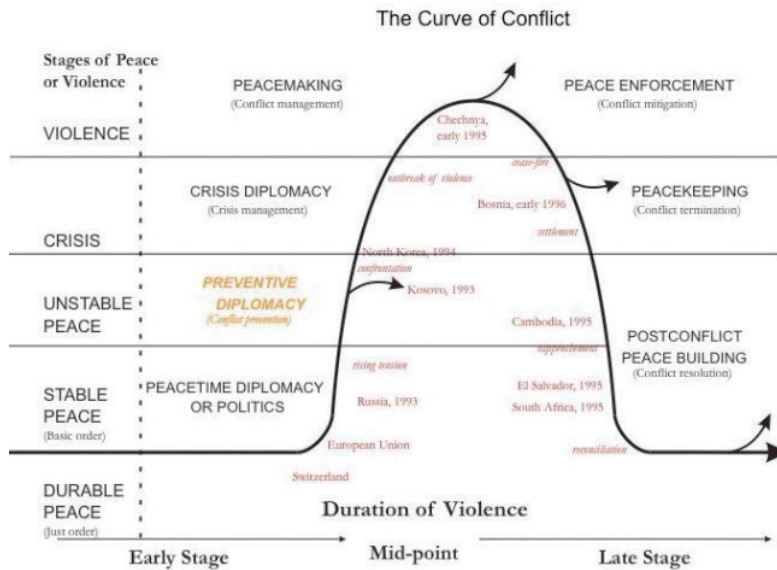 The Curve of Conflict
Stages of Peace
or Violence
PEACEMAKING
(Conflict management)
PEACE ENFORCEMENT
(Conflict mitigation)
VIOLENCE
Chechnya,
early 1995
outbreak of violence
cease-fire
CRISIS DIPLOMACY
(Crisis management)
Bosnia, early 1996
PEACEKEEPING
(Conflict termination)
settlement
CRISIS
North Korea, 1994
confrontation
PREVENTIVE
DIPLOMACY
(Conflict prevention)
Kosovo, 1993
UNSTABLE
PEACE
Cambodia, 1995
rapprochement
POSTCONFLICT
PEACE BUILDING
(Conflict resolution)
rising tension
STABLE
PEACE
(Basic order)
PEACETIME DIPLOMACY
OR POLITICS
Russia, 1993
El Salvador, 1995
South Africa, 1995
European Union
reconciliation
Switzerland
DURABLE
PEACE
(Just order)
Duration of Violence
Early Stage
Mid-point
Late Stage